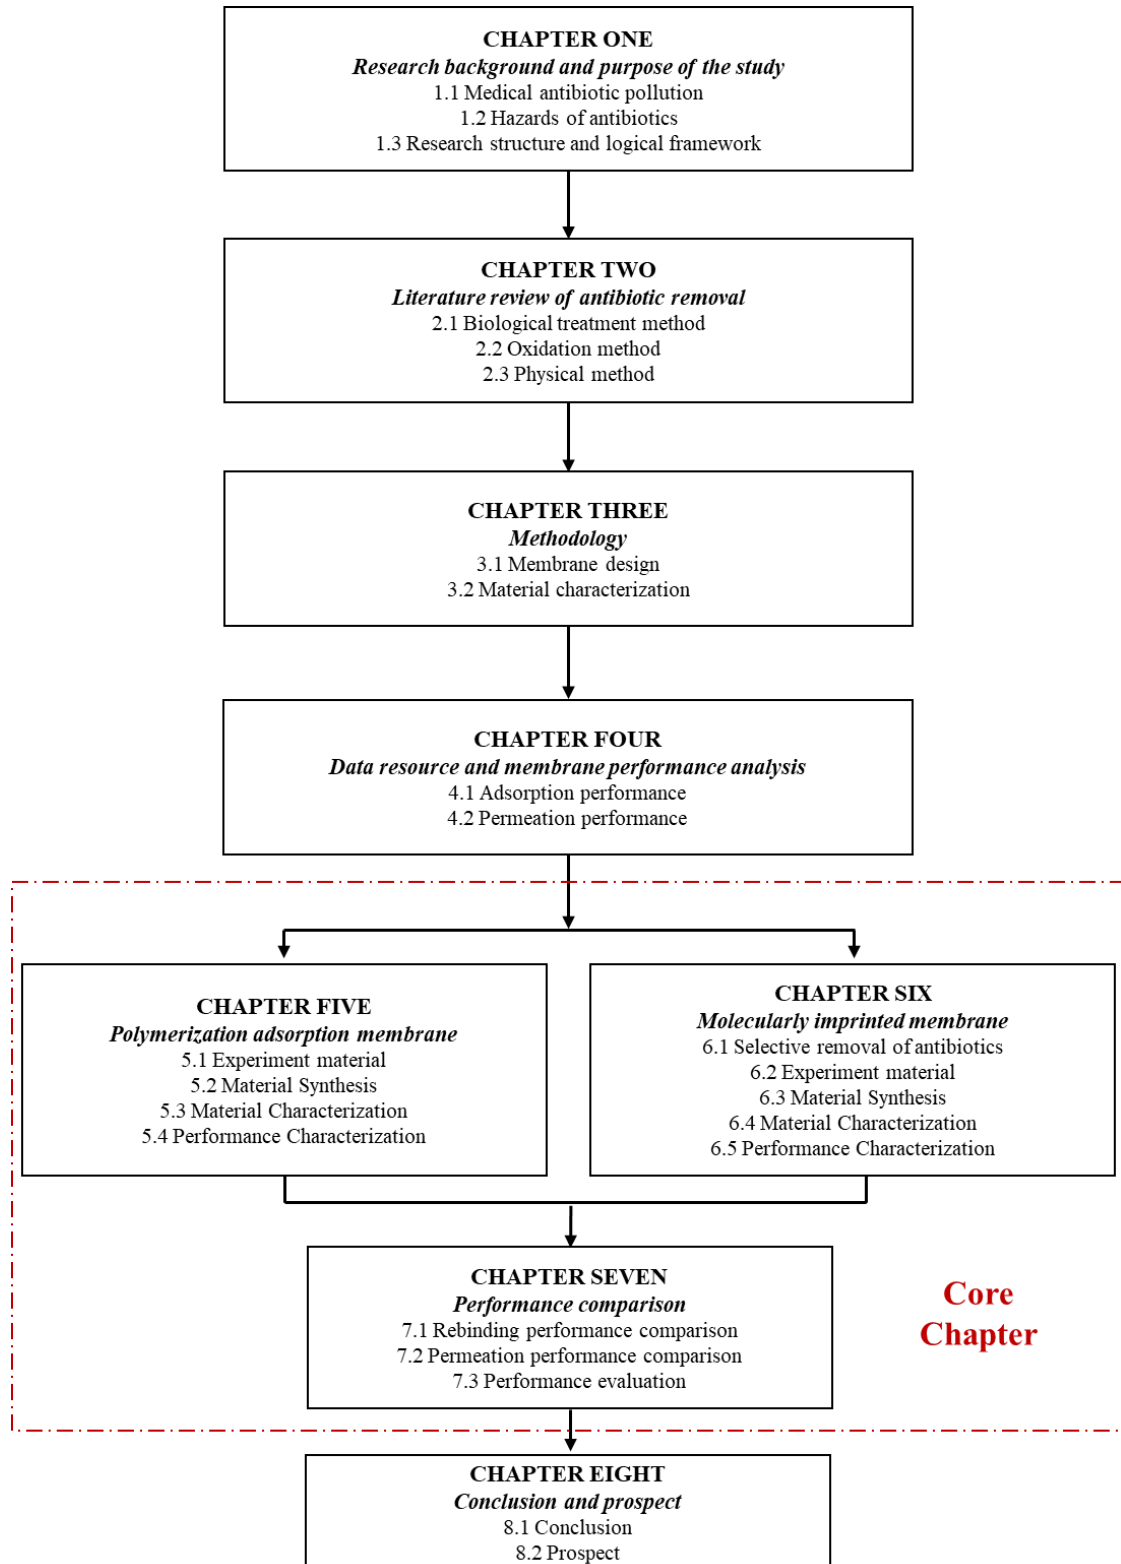 CHAPTER ONE
Research background and purpose of the study
1.1 Medical antibiotic pollution
1.2 Hazards of antibiotics
1.3 Research structure and logical framework
CHAPTER TWO
Literature review of antibiotic removal
2.1 Biological treatment method
2.2 Oxidation method
2.3 Physical method
CHAPTER THREE
Methodology
3.1 Membrane design
3.2 Material characterization
CHAPTER FOUR
Data resource and membrane performance analysis
4.1 Adsorption performance
4.2 Permeation performance
CHAPTER FIVE
Polymerization adsorption membrane
5.1 Experiment material
5.2 Material Synthesis
5.3 Material Characterization
5.4 Performance Characterization
CHAPTER SIX
Molecularly imprinted membrane
6.1 Selective removal of antibiotics
6.2 Experiment material
6.3 Material Synthesis
6.4 Material Characterization
6.5 Performance Characterization
CHAPTER SEVEN
Performance comparison
7.1 Rebinding performance comparison
7.2 Permeation performance comparison
7.3 Performance evaluation
Core
Chapter
CHAPTER EIGHT
Conclusion and prospect
8.1 Conclusion
8.2 Prospect